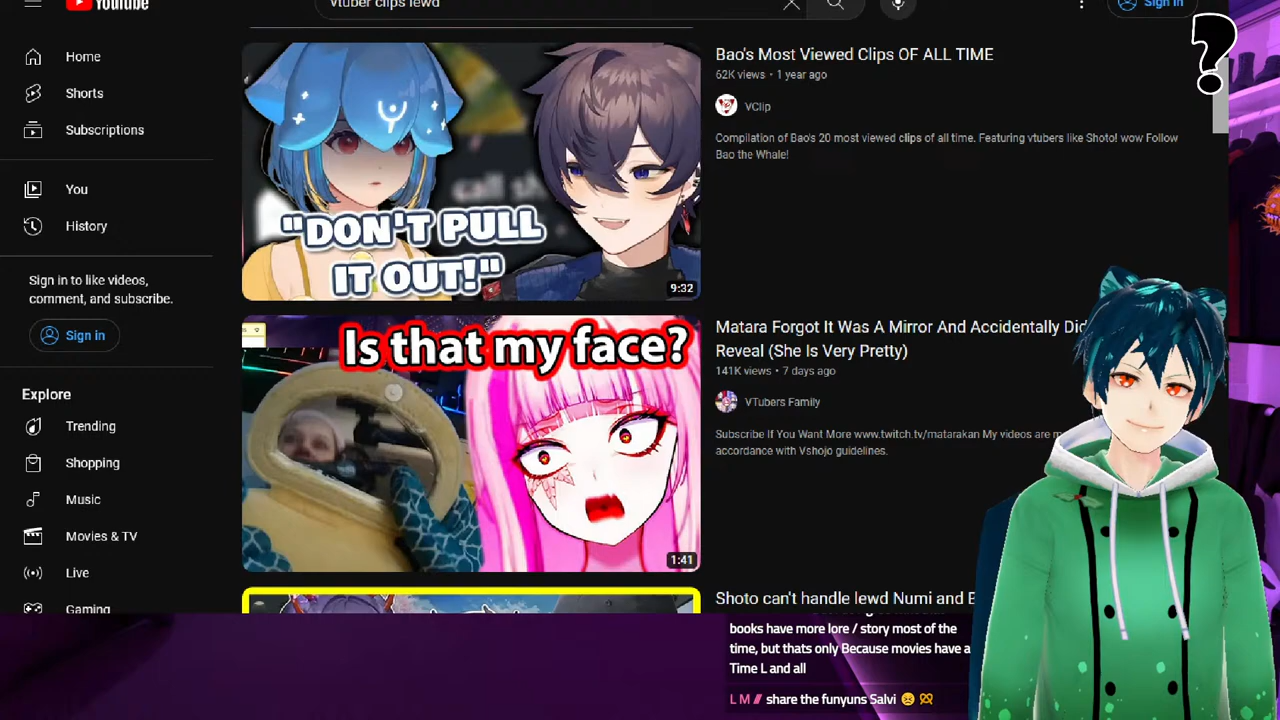 YouTube
vtuber clips lewd
Sign in
Home
Shorts
Subscriptions
You
History
Sign in to like videos,
comment, and subscribe.
Sign in
Explore
Trending
Shopping
Music
Movies & TV
Live
Gaming
"DON'T PULL
IT OUT!"
9:32
Bao's Most Viewed Clips OF ALL TIME
62K views • 1 year ago
VClip
Compilation of Bao's 20 most viewed clips of all time. Featuring vtubers like Shoto! wow Follow
Bao the Whale!
Is that my face?
1:41
Matara Forgot It Was A Mirror And Accidentally Did
Reveal (She Is Very Pretty)
141K views • 7 days ago
VTubers Family
Subscribe If You Want More www.twitch.tv/matarakan My videos are
accordance with Vshojo guidelines.
Shoto can't handle lewd Numi and
books have more lore / story most of the
time, but thats only Because movies have a
Time L and all
L M share the funyuns Salvi
?